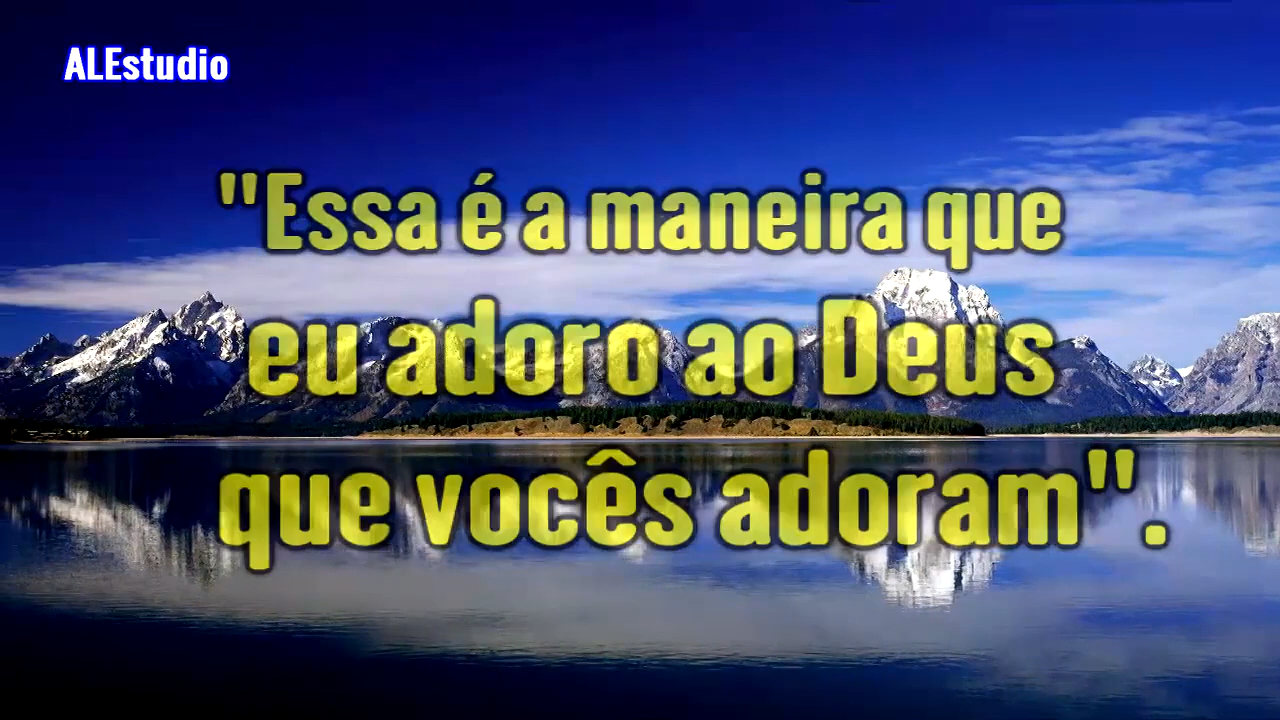 ALEstudio
"Essa é a maneira que
eu adoro ao Deus
que vocês adoram".